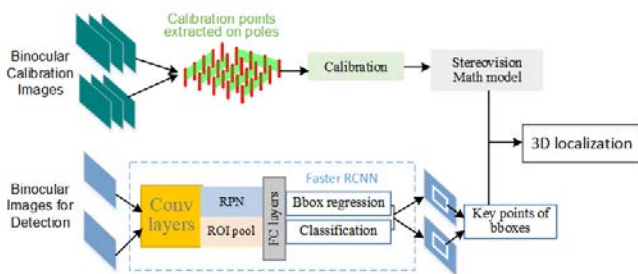 Calibration points
extracted on poles
Binocular
Calibration
Images
Calibration
Stereovision
Math model
3D localization
Faster RCNN
Binocular
Images for
Detection
Conv
layers
RPN
ROI pool
FC layers
Bbox regression
Classification
Key points of
bboxes